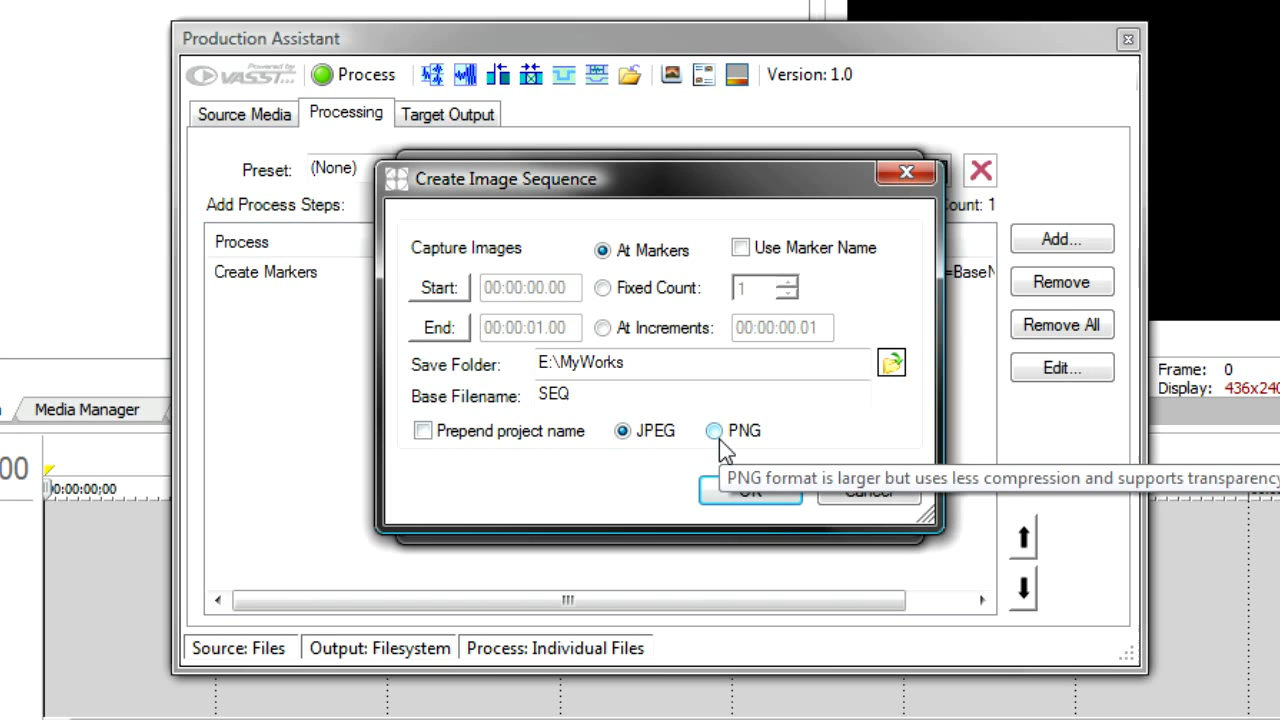 Production Assistant
Powered by
VASST...
Process
Version: 1.0
Source Media
Processing
Target Output
Preset:
(None)
Create Image Sequence
Add Process Steps:
ount: 1
Process
Create Markers
=BaseN
Capture Images
At Markers
Use Marker Name
Start:
00:00:00.00
Fixed Count:
1
End:
00:00:01.00
At Increments:
00:00:00.01
Save Folder:
E:\MyWorks
Base Filename:
SEQ
Prepend project name
JPEG
PNG
PNG format is larger but uses less compression and supports transparency
OK
Cancel
Add...
Remove
Remove All
Edit...
Frame: 0
Display: 436x240
Media Manager
00
0:00:00;00
Source: Files
Output: Filesystem
Process: Individual Files